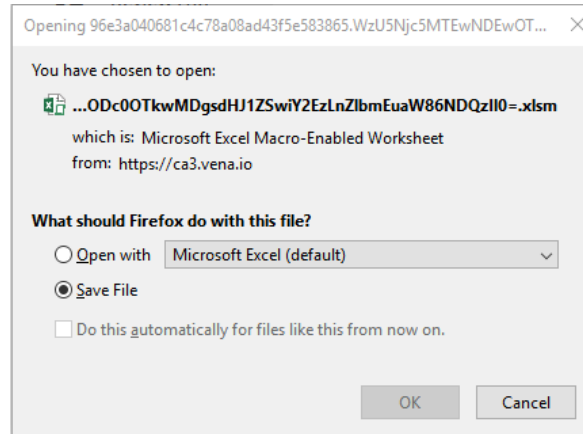 Opening 96e3a040681c4c78a08ad43f5e583865.WzU5Njc5MTEwNDEwOT...
You have chosen to open:
...ODc0OTkwMDgsdHJ1ZSwiY2EzLnZlbmEuaW86NDQzIl0=.xlsm
which is: Microsoft Excel Macro-Enabled Worksheet
from: https://ca3.vena.io
What should Firefox do with this file?
Open with Microsoft Excel (default)
Save File
Do this automatically for files like this from now on.
OK Cancel